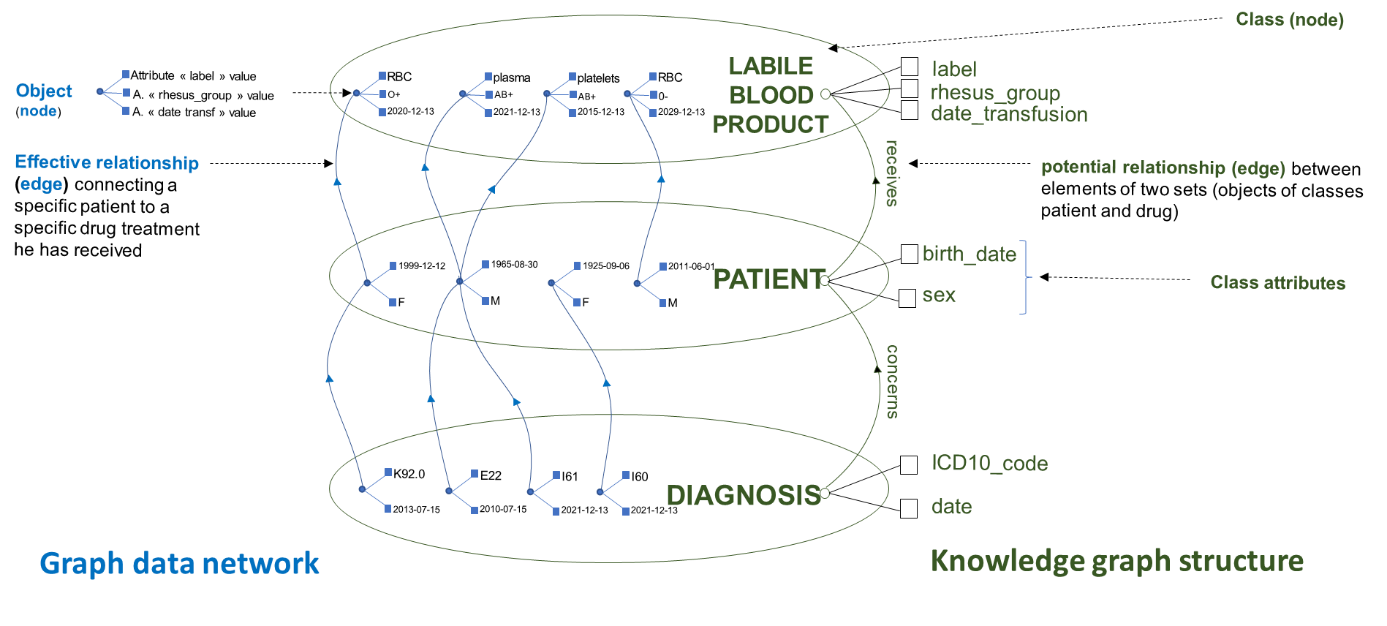 Class (node)
Object
(node)
Attribute « label » value
A. « rhesus_group » value
A. « date transf » value
RBC
O+
2020-12-13
plasma
AB+
2021-12-13
platelets
AB+
2015-12-13
RBC
0-
2029-12-13
LABILE
BLOOD
PRODUCT
label
rhesus_group
date_transfusion
Effective relationship
(edge) connecting a
specific patient to a
specific drug treatment
he has received
receives
potential relationship (edge) between
elements of two sets (objects of classes
patient and drug)
1999-12-12
F
1965-08-30
M
1925-09-06
F
2011-06-01
M
PATIENT
birth_date
sex
Class attributes
concerns
K92.0
2013-07-15
E22
2010-07-15
I61
2021-12-13
I60
2021-12-13
DIAGNOSIS
ICD10_code
date
Graph data network
Knowledge graph structure